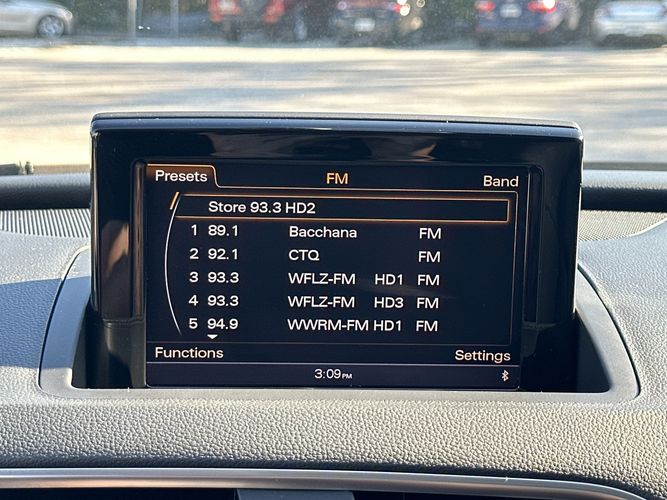 Presets FM Band
Store 93.3 HD2
1 89.1 Bacchana FM
2 92.1 CTQ FM
3 93.3 WFLZ-FM HD1 FM
4 93.3 WFLZ-FM HD3 FM
5 94.9 WWRM-FM HD1 FM
Functions Settings
3:09 PM